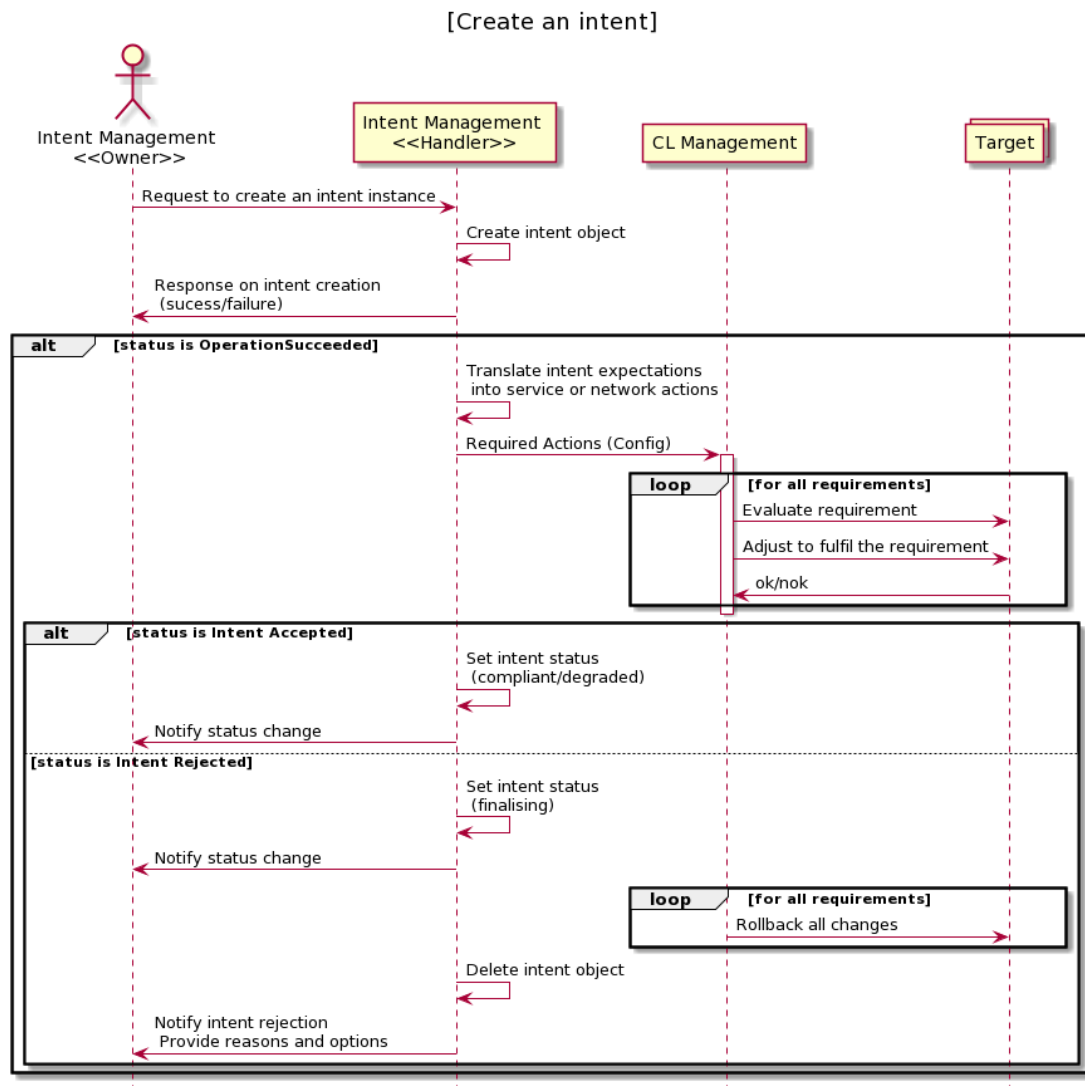 [Create an intent]
Intent Management
<<Owner>>
Intent Management
<<Handler>>
CL Management
Target
Request to create an intent instance
Create intent object
Response on intent creation
(sucess/failure)
alt
[status is OperationSucceeded]
Translate intent expectations
into service or network actions
Required Actions (Config)
loop
[for all requirements]
Evaluate requirement
Adjust to fulfil the requirement
ok/nok
alt
[status is Intent Accepted]
Set intent status
(compliant/degraded)
Notify status change
[status is Intent Rejected]
Set intent status
(finalising)
Notify status change
loop
[for all requirements]
Rollback all changes
Delete intent object
Notify intent rejection
Provide reasons and options